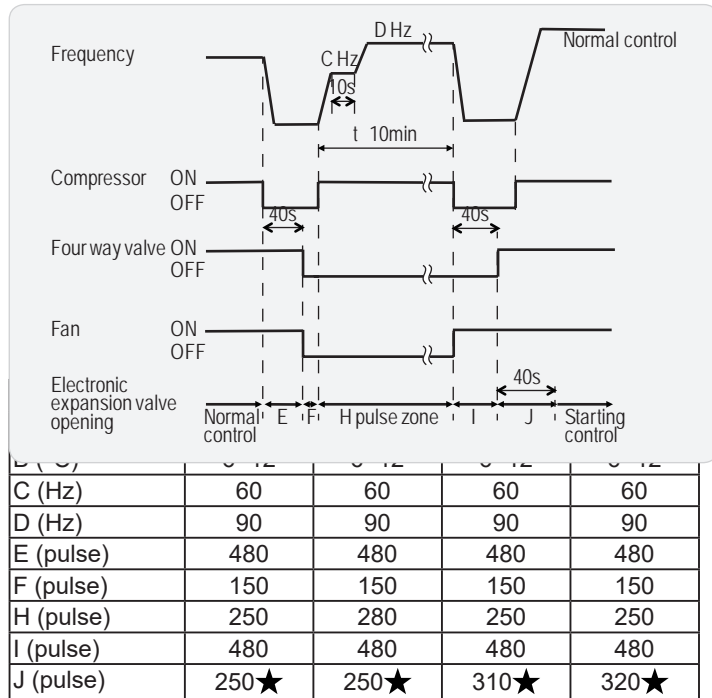 D Hz
Frequency
Normal control
C Hz
10s
t 10min
Compressor ON
OFF
40s 40s
Four way valve ON
OFF
Fan ON
OFF
40s
Electronic
expansion valve
opening
Normal
control E F H pulse zone I J Starting
control
C (Hz) 60 60 60 60
D (Hz) 90 90 90 90
E (pulse) 480 480 480 480
F (pulse) 150 150 150 150
H (pulse) 250 280 250 250
I (pulse) 480 480 480 480
J (pulse) 250★ 250★ 310★ 320★